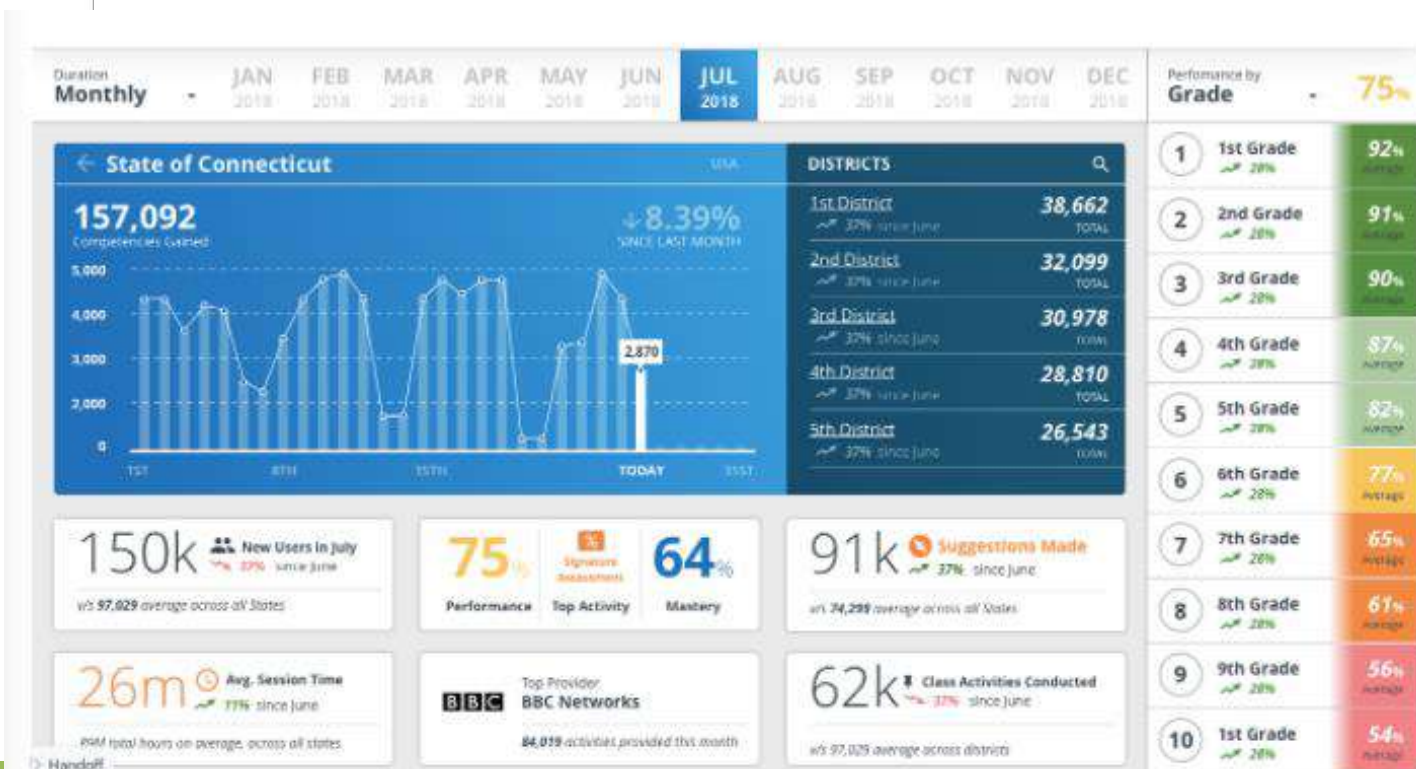 Duration
Monthly
JAN 2018
FEB 2018
MAR 2018
APR 2018
MAY 2018
JUN 2018
JUL 2018
AUG 2018
SEP 2018
OCT 2018
NOV 2018
DEC 2018
Perfomance by
Grade
75%
State of Connecticut
USA
157,092
Competencies Gained
8.39%
SINCE LAST MONTH
5,000
4,000
3,000
2,000
0
2,870
1ST 8TH 15TH TODAY 31ST
DISTRICTS
1st District 38,662
37% since June TOTAL
2nd District 32,099
37% since June TOTAL
3rd District 30,978
37% since June TOTAL
4th District 28,810
37% since June TOTAL
5th District 26,543
37% since June TOTAL
1 1st Grade 92%
28% Average
2 2nd Grade 91%
28% Average
3 3rd Grade 90%
28% Average
4 4th Grade 87%
28% Average
5 5th Grade 82%
28% Average
6 6th Grade 77%
28% Average
7 7th Grade 65%
28% Average
8 8th Grade 61%
28% Average
9 9th Grade 56%
28% Average
10 1st Grade 54%
28% Average
150k New Users in July
37% since June
v/s 97,029 average across all States
75%
Performance
Signature
Assessment
Top Activity
64%
Mastery
91k Suggestions Made
37% since June
v/s 74,299 average across all States
26m Avg. Session Time
11% since June
89M total hours on average, across all states
BBC
Top Provider
BBC Networks
84,019 activities provided this month
62k Class Activities Conducted
37% since June
v/s 97,029 average across districts
Handoff